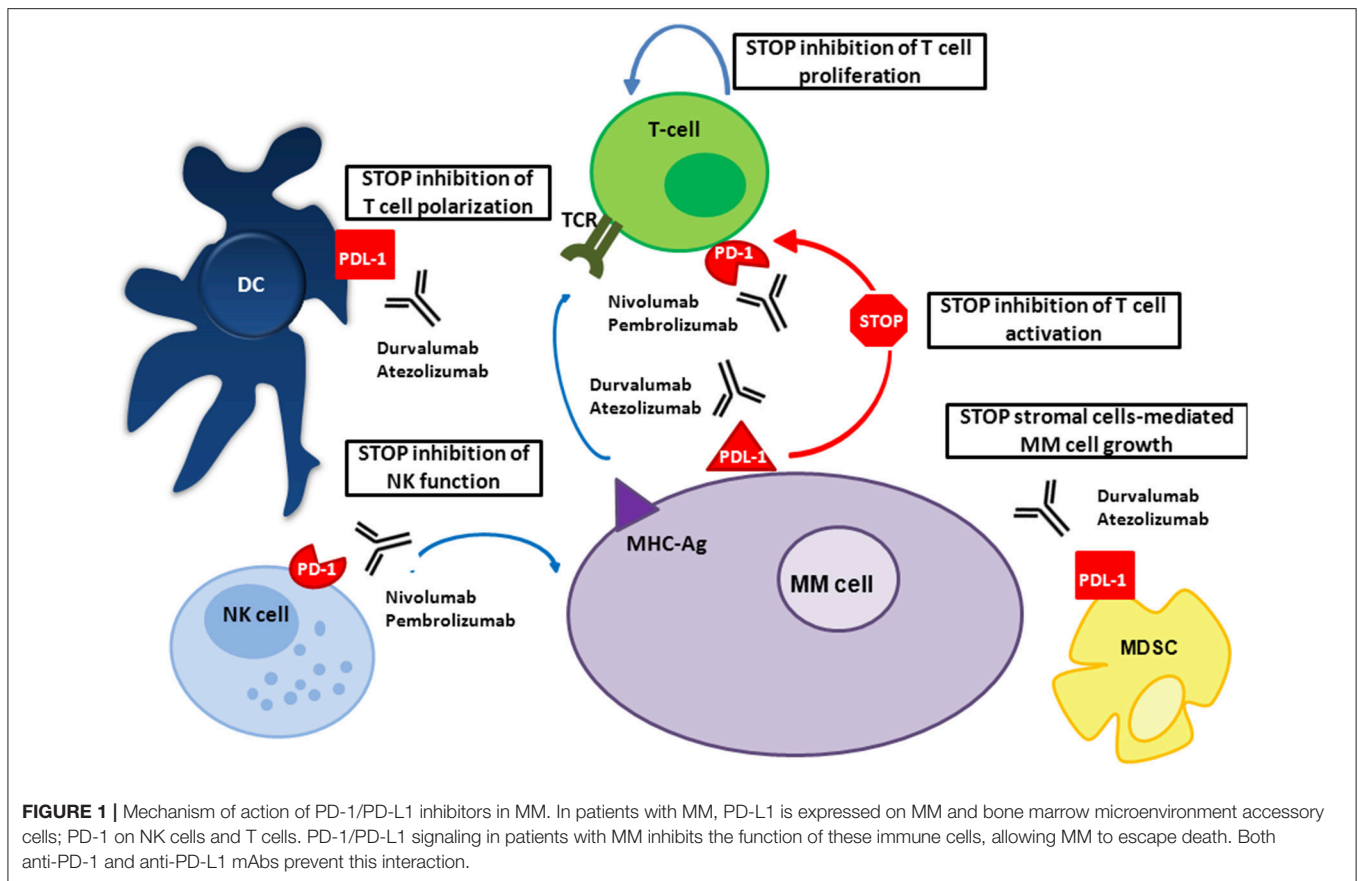 STOP inhibition of T cell
proliferation
T-cell
STOP inhibition of
T cell polarization
TCR
PDL-1
PD-1
DC
Nivolumab
Pembrolizumab
STOP
STOP inhibition of T cell
activation
Durvalumab
Atezolizumab
Durvalumab
Atezolizumab
PDL-1
STOP stromal cells-mediated
MM cell growth
STOP inhibition of
NK function
Durvalumab
Atezolizumab
MHC-Ag
PD-1
MM cell
PDL-1
NK cell
Nivolumab
Pembrolizumab
MDSC
FIGURE 1 | Mechanism of action of PD-1/PD-L1 inhibitors in MM. In patients with MM, PD-L1 is expressed on MM and bone marrow microenvironment accessory
cells; PD-1 on NK cells and T cells. PD-1/PD-L1 signaling in patients with MM inhibits the function of these immune cells, allowing MM to escape death. Both
anti-PD-1 and anti-PD-L1 mAbs prevent this interaction.